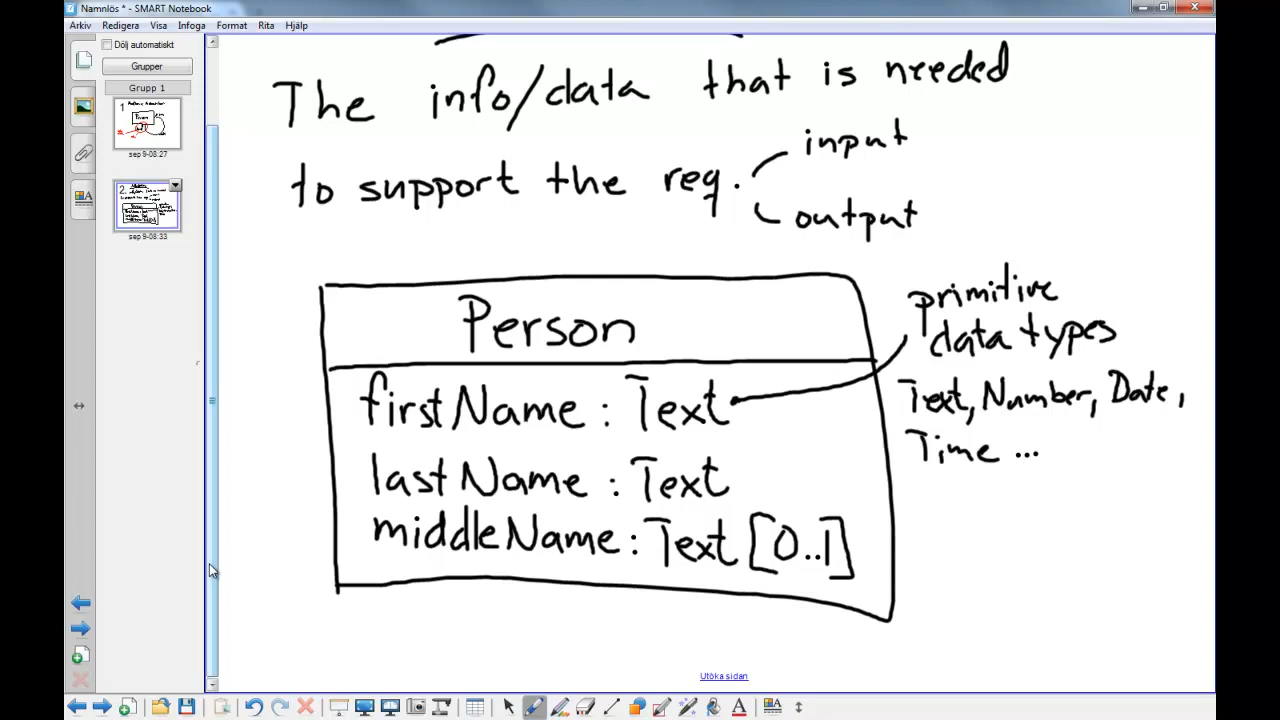 Namnlös * - SMART Notebook
Arkiv Redigera Visa Infoga Format Rita Hjälp
Dölj automatiskt
Grupper
Grupp 1
1
sep 9-08.27
2
sep 9-08:33
The info/data that is needed
to support the req.
input
output
Person
firstName : Text
lastName : Text
middleName : Text [0..1]
primitive
data types
Text, Number, Date,
Time ...
Utöka sidan